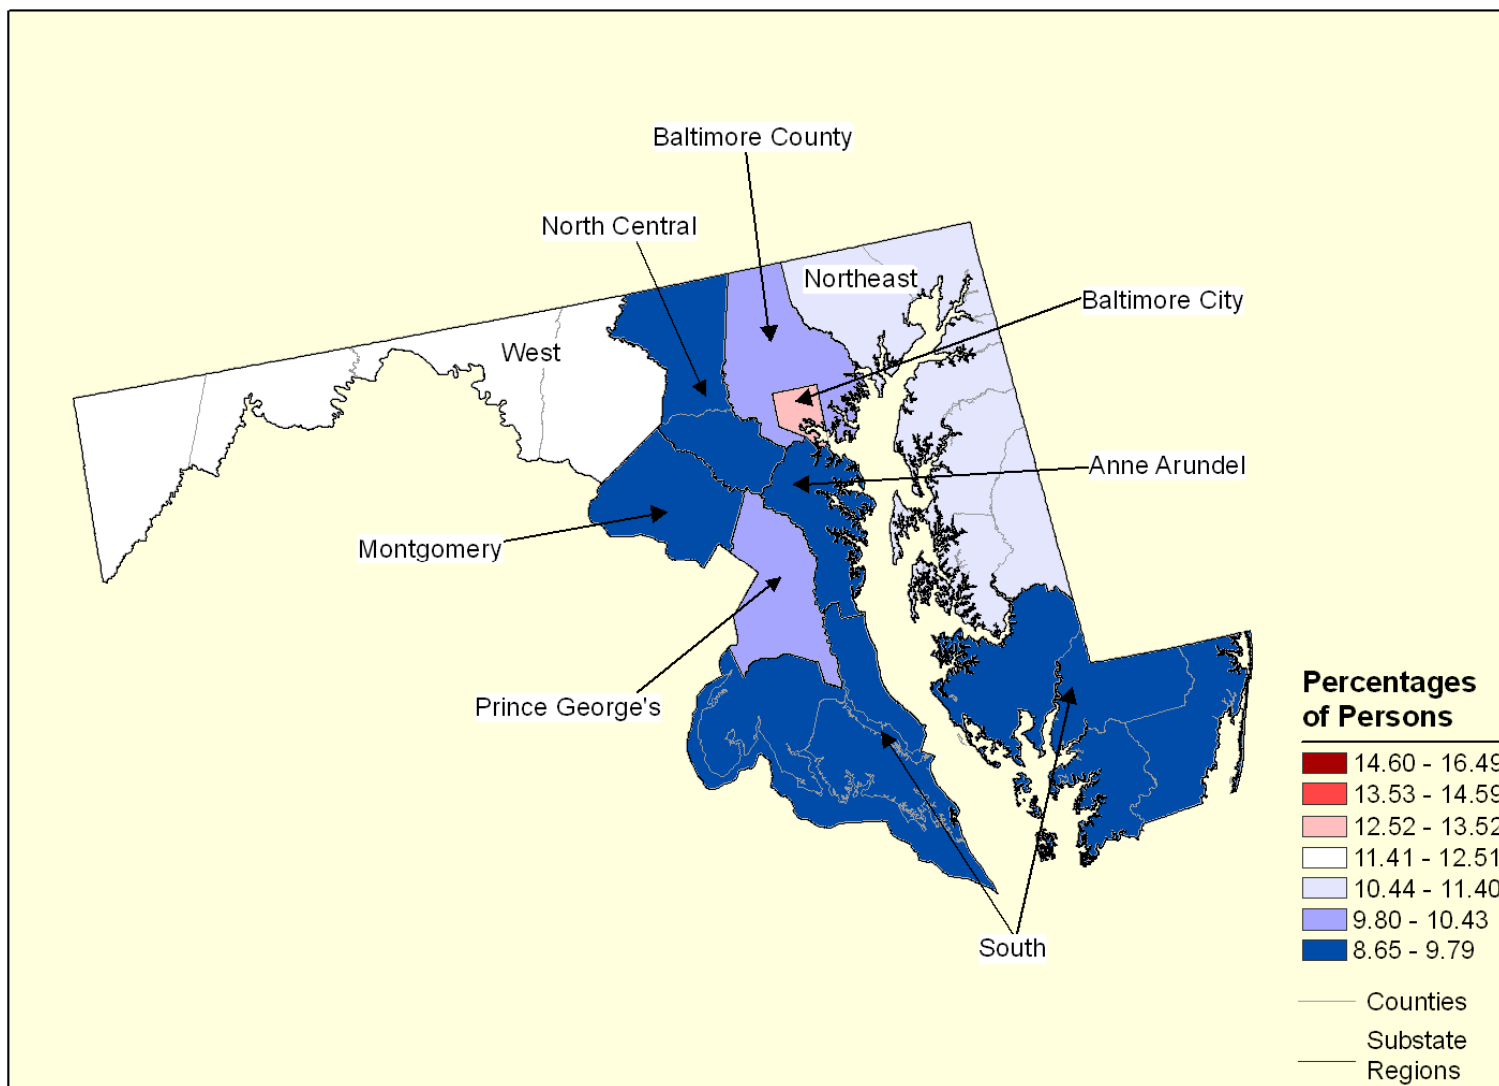 Baltimore County
North Central
Northeast
Baltimore City
West
Anne Arundel
Montgomery
Prince George's
South
Percentages
of Persons
14.60 - 16.49
13.53 - 14.59
12.52 - 13.52
11.41 - 12.51
10.44 - 11.40
9.80 - 10.43
8.65 - 9.79
Counties
Substate
Regions